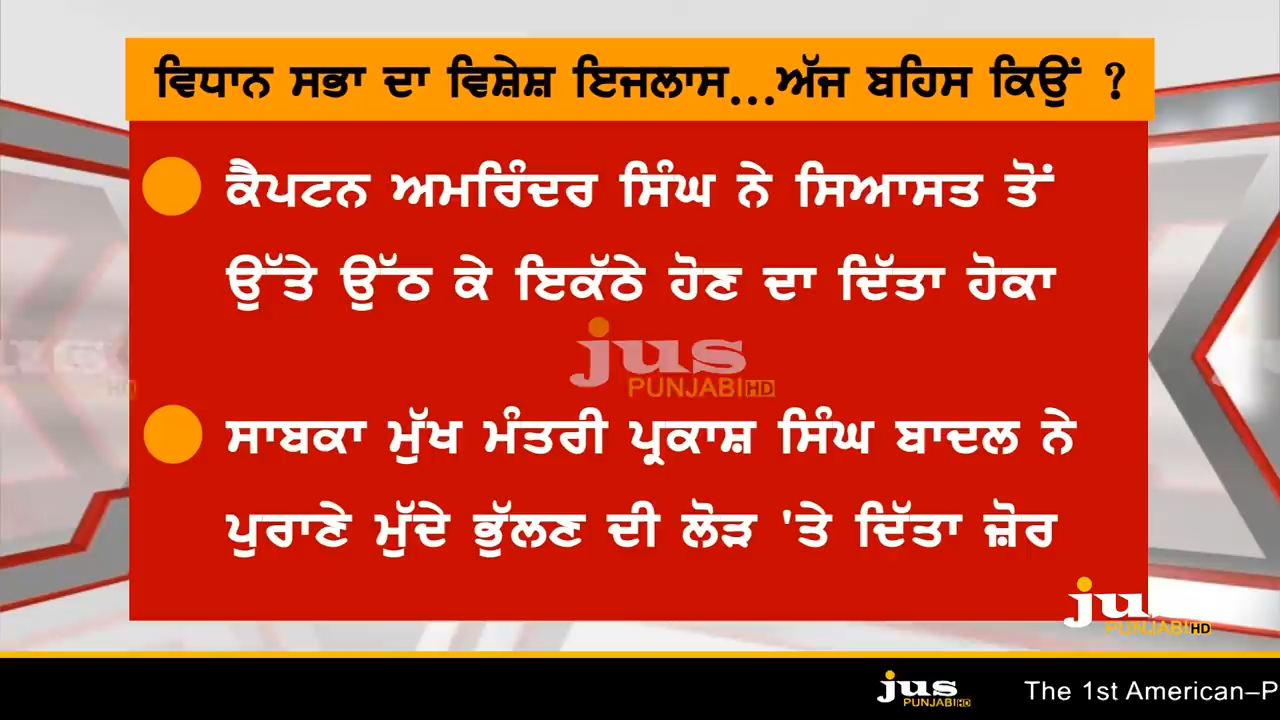 ਵਿਧਾਨ ਸਭਾ ਦਾ ਵਿਸ਼ੇਸ਼ ਇਜਲਾਸ...ਅੱਜ ਬਹਿਸ ਕਿਉਂ ?
ਕੈਪਟਨ ਅਮਰਿੰਦਰ ਸਿੰਘ ਨੇ ਸਿਆਸਤ ਤੋਂ
ਉੱਤੇ ਉੱਠ ਕੇ ਇਕੱਠੇ ਹੋਣ ਦਾ ਦਿੱਤਾ ਹੋਕਾ
jus
PUNJABI HD
ਸਾਬਕਾ ਮੁੱਖ ਮੰਤਰੀ ਪ੍ਰਕਾਸ਼ ਸਿੰਘ ਬਾਦਲ ਨੇ
ਪੁਰਾਣੇ ਮੁੱਦੇ ਭੁੱਲਣ ਦੀ ਲੋੜ 'ਤੇ ਦਿੱਤਾ ਜ਼ੋਰ
jus
PUNJABI HD
jus
PUNJABI HD
The 1st American–P